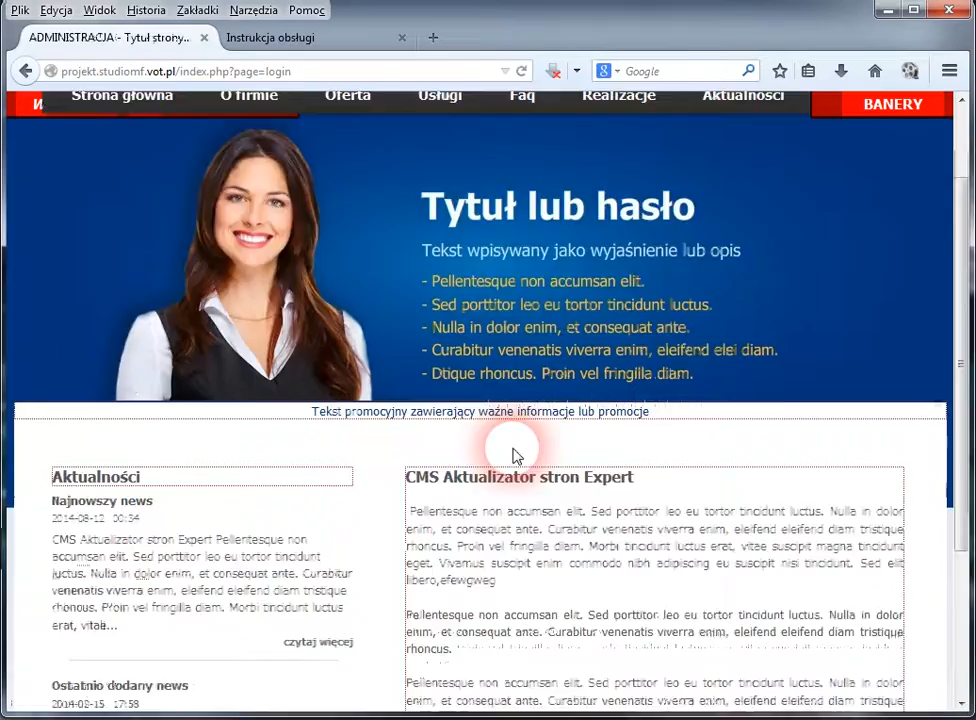 Plik Edycja Widok Historia Zakładki Narzędzia Pomoc
ADMINISTRACJA - Tytuł strony...
Instrukcja obsługi
projekt.studiomf.vot.pl/index.php?page=login
Google
Strona główna O firmie Oferta Usługi Faq Realizacje Aktualności
BANERY
Tytuł lub hasło
Tekst wpisywany jako wyjaśnienie lub opis
- Pellentesque non accumsan elit.
- Sed porttitor leo eu tortor tincidunt luctus.
- Nulla in dolor enim, et consequat ante.
- Curabitur venenatis viverra enim, eleifend elei diam.
- Dtique rhoncus. Proin vel fringilla diam.
Tekst promocyjny zawierający ważne informacje lub promocje
Aktualności
Najnowszy news
2014-08-12 00:34
CMS Aktualizator stron Expert Pellentesque non
accumsan elit. Sed porttitor leo eu tortor tincidunt
luctus. Nulla in dolor enim, et consequat ante. Curabitur
venenatis viverra enim, eleifend eleifend diam tristique
rhoncus. Proin vel fringilla diam. Morbi tincidunt luctus
erat, vitae...
czytaj więcej
Ostatnio dodany news
2014-02-15 17:58
CMS Aktualizator stron Expert
Pellentesque non accumsan elit. Sed porttitor leo eu tortor tincidunt luctus. Nulla in dolor
enim, et consequat ante. Curabitur venenatis viverra enim, eleifend eleifend diam tristique
rhoncus. Proin vel fringilla diam. Morbi tincidunt luctus erat, vitae suscipit magna tincidunt
eget. Vivamus suscipit enim commodo nibh adipiscing eu suscipit nisi tincidunt. Sed elit
libero,efewgweg
Pellentesque non accumsan elit. Sed porttitor leo eu tortor tincidunt luctus. Nulla in dolor
enim, et consequat ante. Curabitur venenatis viverra enim, eleifend eleifend diam tristique
rhoncus.
Pellentesque non accumsan elit. Sed porttitor leo eu tortor tincidunt luctus. Nulla in dolor
enim, et consequat ante. Curabitur venenatis viverra enim, eleifend eleifend diam tristique